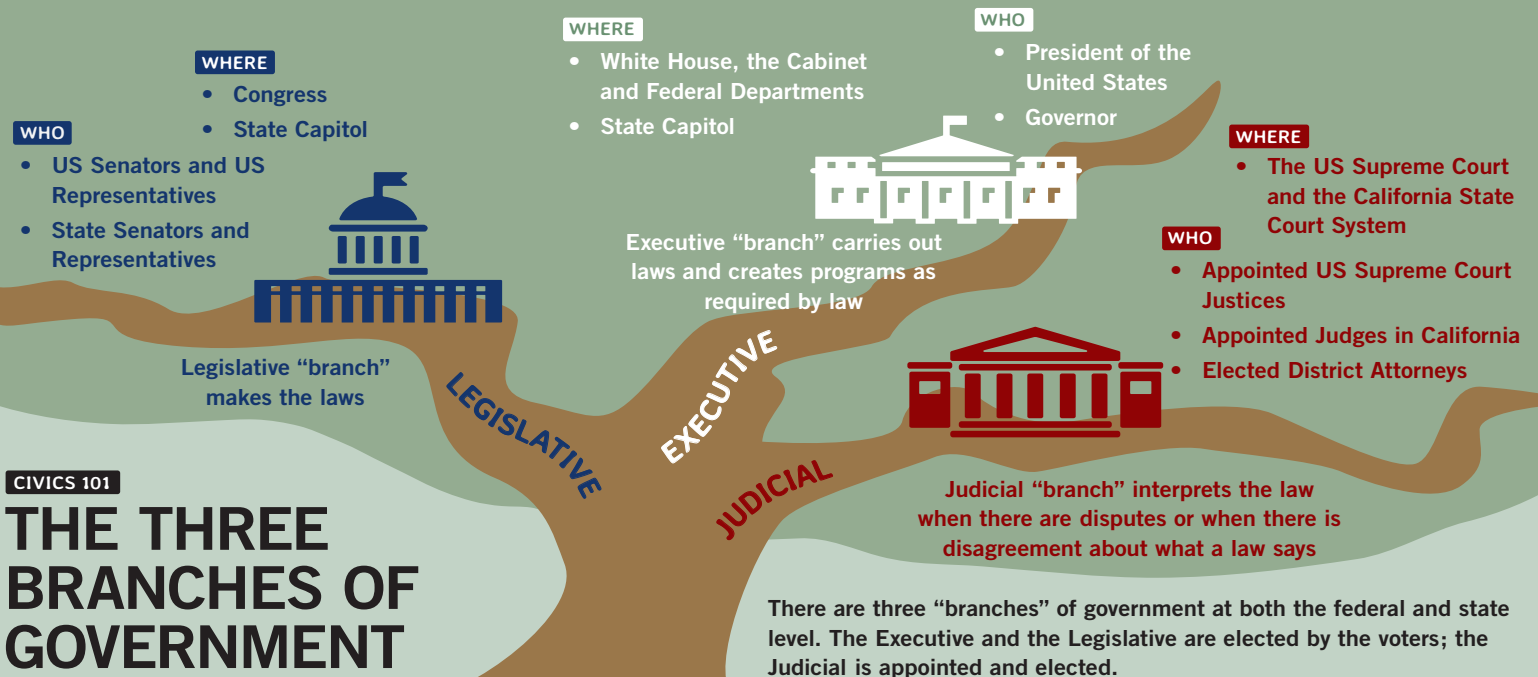 WHO
• US Senators and US
Representatives
• State Senators and
Representatives
WHERE
• Congress
• State Capitol
Legislative “branch”
makes the laws
LEGISLATIVE
WHERE
• White House, the Cabinet
and Federal Departments
• State Capitol
WHO
• President of the
United States
• Governor
Executive “branch” carries out
laws and creates programs as
required by law
EXECUTIVE
WHERE
• The US Supreme Court
and the California State
Court System
WHO
• Appointed US Supreme Court
Justices
• Appointed Judges in California
• Elected District Attorneys
JUDICIAL
Judicial “branch” interprets the law
when there are disputes or when there is
disagreement about what a law says
CIVICS 101
THE THREE
BRANCHES OF
GOVERNMENT
There are three “branches” of government at both the federal and state
level. The Executive and the Legislative are elected by the voters; the
Judicial is appointed and elected.